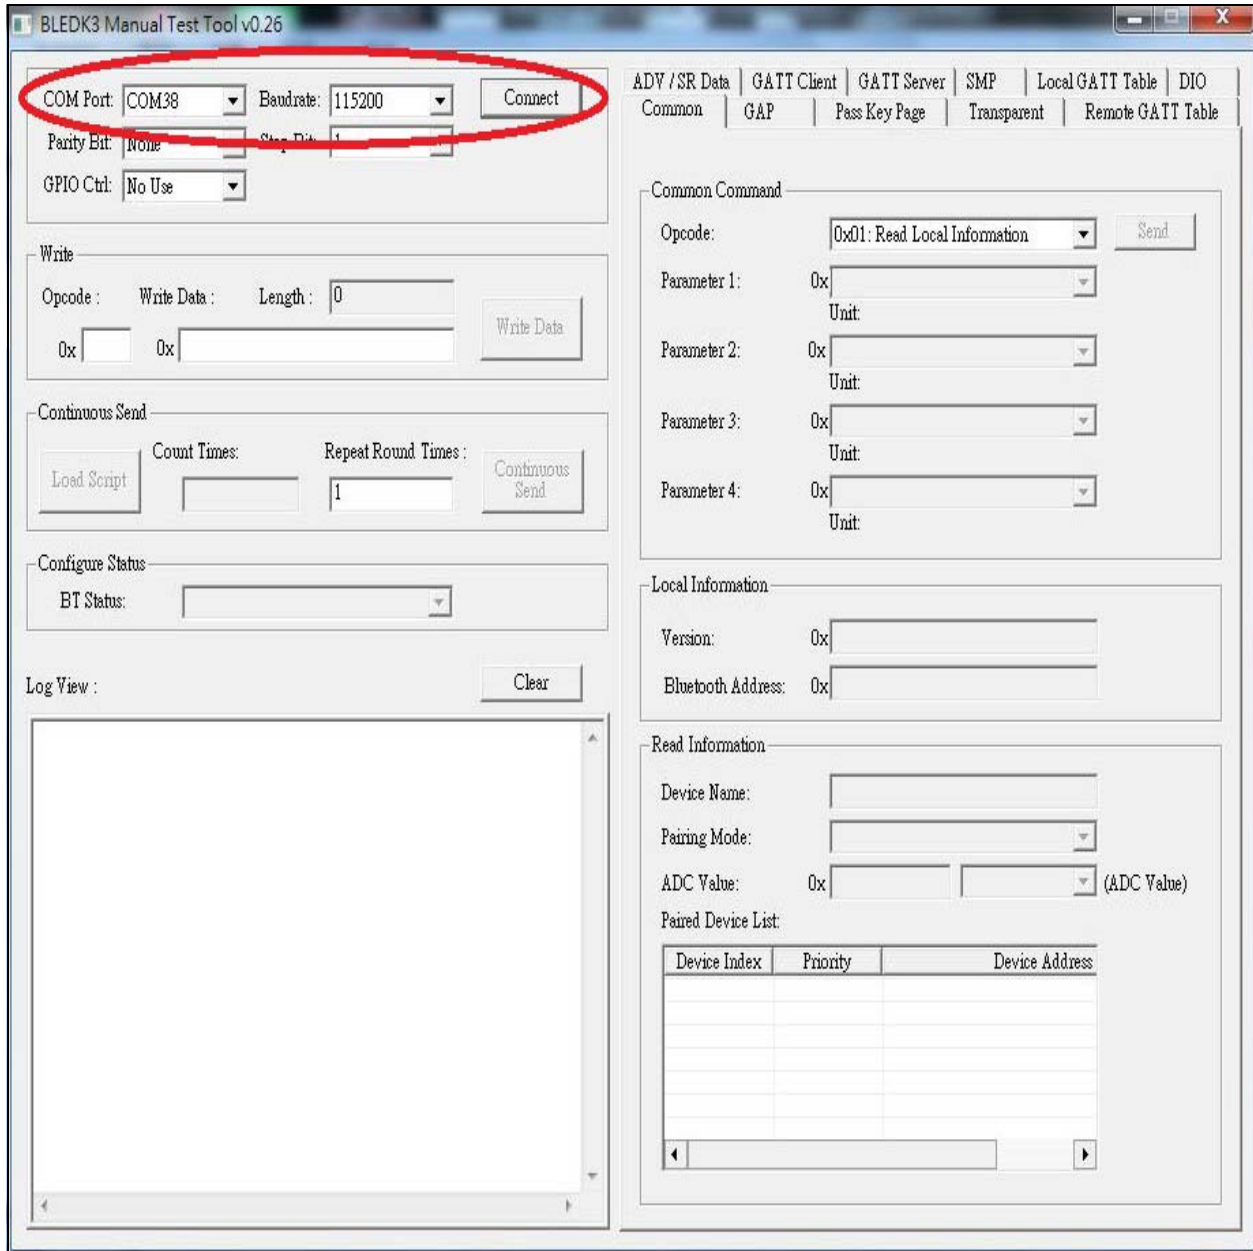 BLEDK3 Manual Test Tool v0.26
COM Port: COM38 Baudrate: 115200 Connect
Parity Bit: None Stop Bit: 1
GPIO Ctrl: No Use
Write
Opcode : Write Data : Length : 0
0x 0x Write Data
Continuous Send
Load Script Count Times: Repeat Round Times : 1 Continuous
Send
Configure Status
BT Status:
Log View : Clear
ADV / SR Data GATT Client GATT Server SMP Local GATT Table DIO
Common GAP Pass Key Page Transparent Remote GATT Table
Common Command
Opcode: 0x01: Read Local Information Send
Parameter 1: 0x
Unit:
Parameter 2: 0x
Unit:
Parameter 3: 0x
Unit:
Parameter 4: 0x
Unit:
Local Information
Version: 0x
Bluetooth Address: 0x
Read Information
Device Name:
Pairing Mode:
ADC Value: 0x (ADC Value)
Paired Device List:
Device Index Priority Device Address